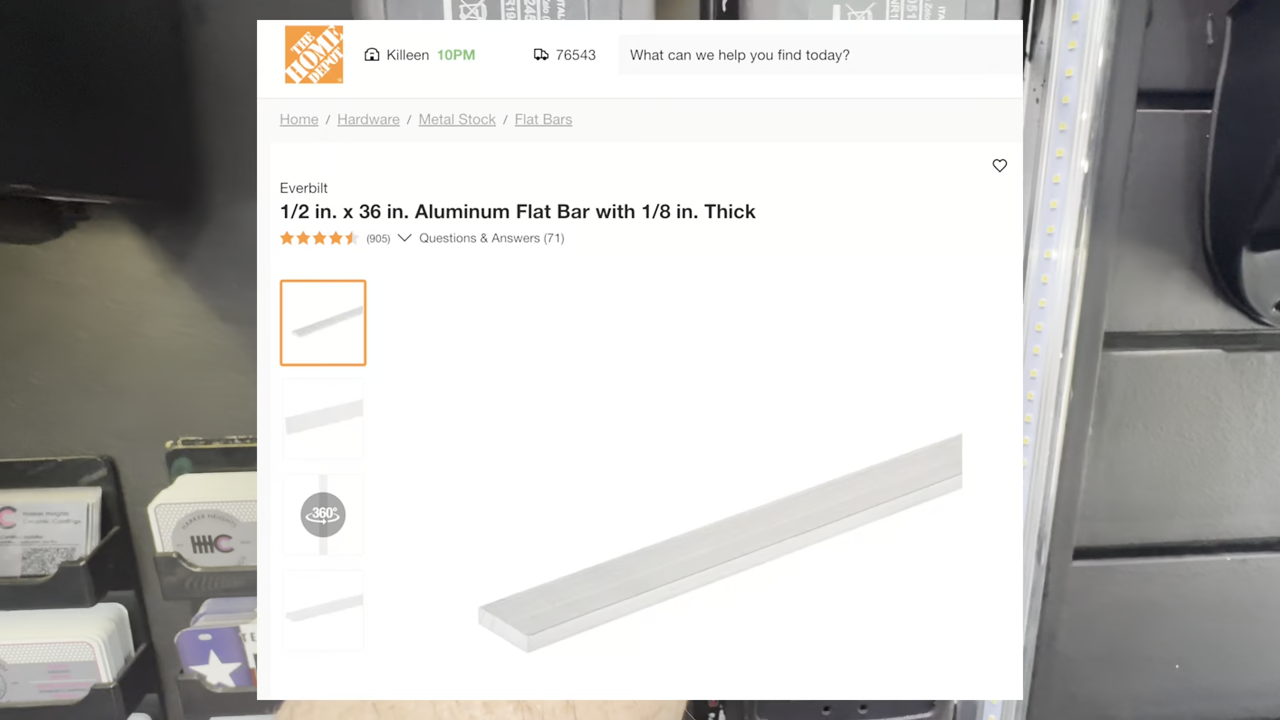 THE
HOME
DEPOT
Killeen 10PM
76543
What can we help you find today?
Home / Hardware / Metal Stock / Flat Bars
Everbilt
1/2 in. x 36 in. Aluminum Flat Bar with 1/8 in. Thick
(905)
Questions & Answers (71)
360°